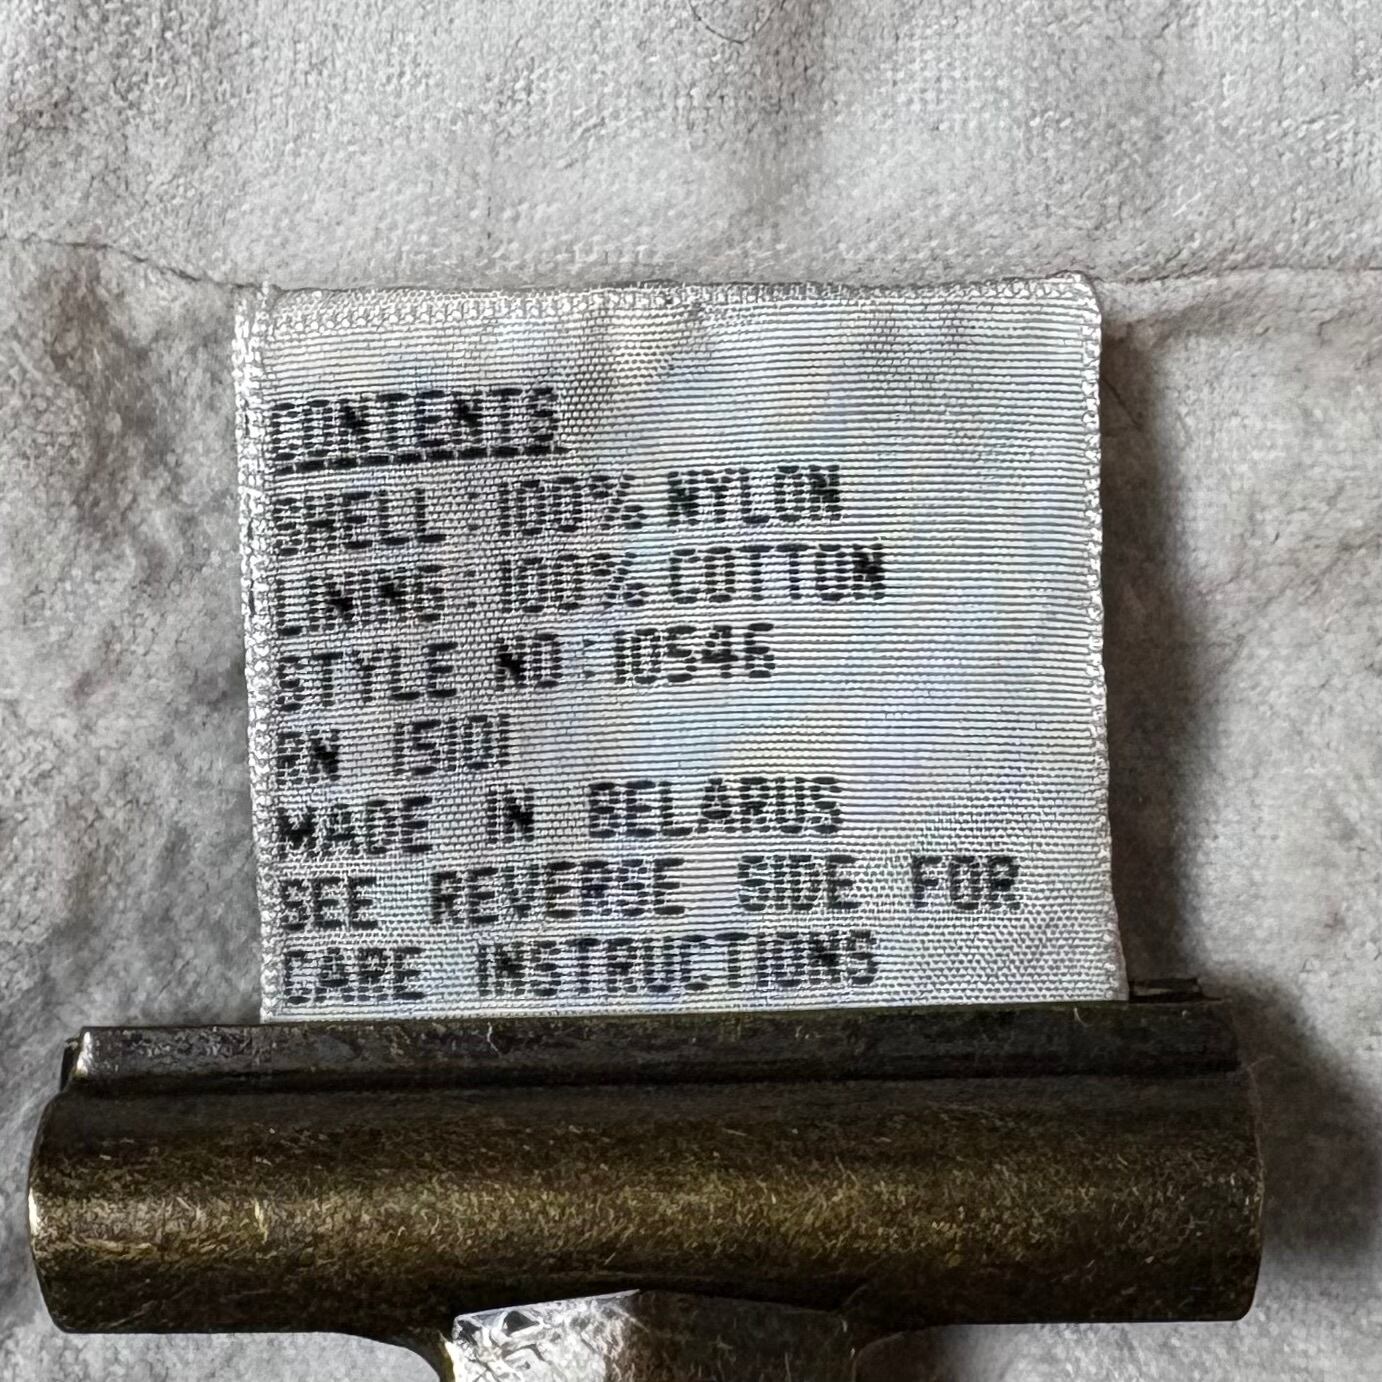 CONTENTS
SHELL : 100% NYLON
LINING : 100% COTTON
STYLE NO : 10546
RN 15101
MADE IN BELARUS
SEE REVERSE SIDE FOR
CARE INSTRUCTIONS